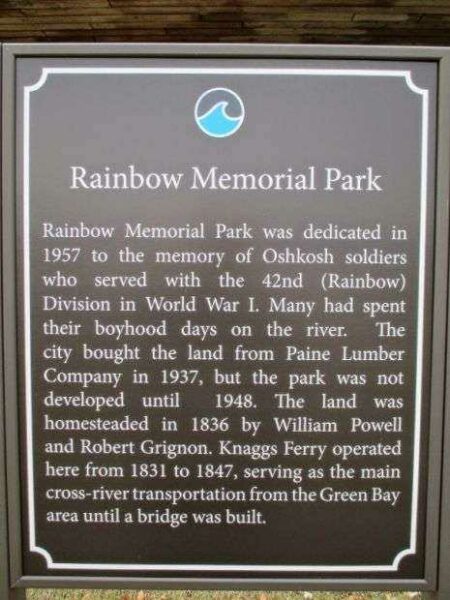 Rainbow Memorial Park
Rainbow Memorial Park was dedicated in
1957 to the memory of Oshkosh soldiers
who served with the 42nd (Rainbow)
Division in World War I. Many had spent
their boyhood days on the river. The
city bought the land from Paine Lumber
Company in 1937, but the park was not
developed until 1948. The land was
homesteaded in 1836 by William Powell
and Robert Grignon. Knaggs Ferry operated
here from 1831 to 1847, serving as the main
cross-river transportation from the Green Bay
area until a bridge was built.